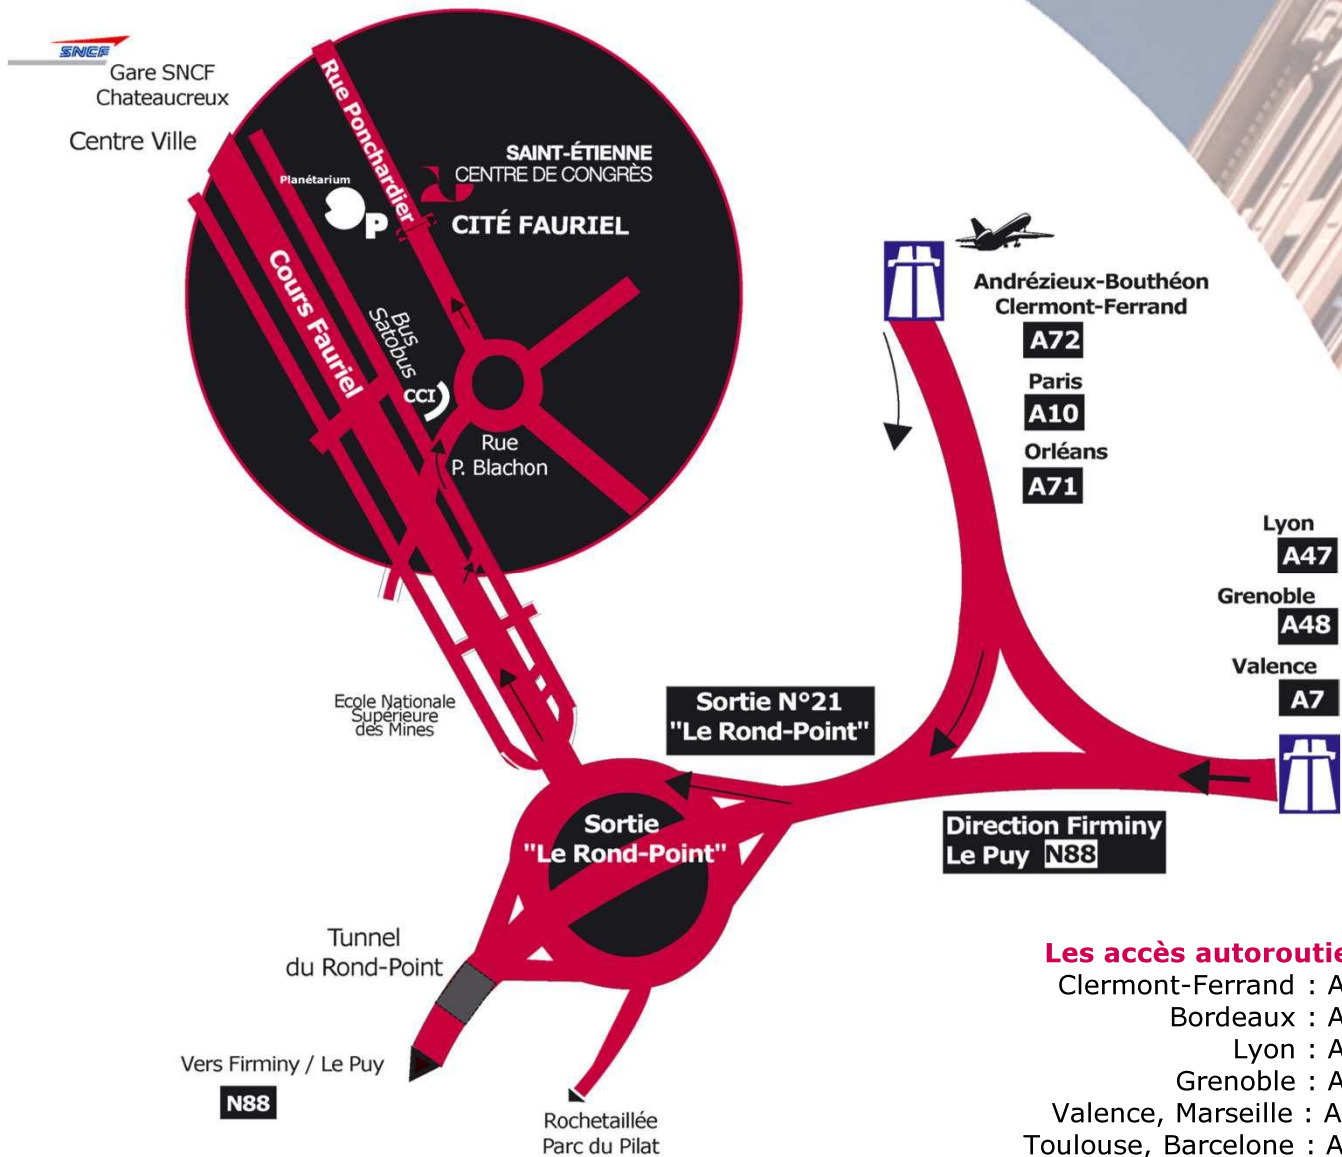 SNCF
Gare SNCF
Chateaucreux
Centre Ville
Rue Ponchardier
SAINT-ÉTIENNE
CENTRE DE CONGRÈS
CITÉ FAURIEL
Planétarium
P
Cours Fauriel
Bus
Satobus
CCI
Rue
P. Blachon
Andrézieux-Bouthéon
Clermont-Ferrand
A72
Paris
A10
Orléans
A71
Lyon
A47
Grenoble
A48
Valence
A7
Ecole Nationale
Supérieure
des Mines
Sortie N°21
"Le Rond-Point"
Direction Firminy
Le Puy N88
Sortie
"Le Rond-Point"
Tunnel
du Rond-Point
Vers Firminy / Le Puy
N88
Rochetaillée
Parc du Pilat
Les accès autoroutie
Clermont-Ferrand : A
Bordeaux : A
Lyon : A
Grenoble : A
Valence, Marseille : A
Toulouse, Barcelone : A